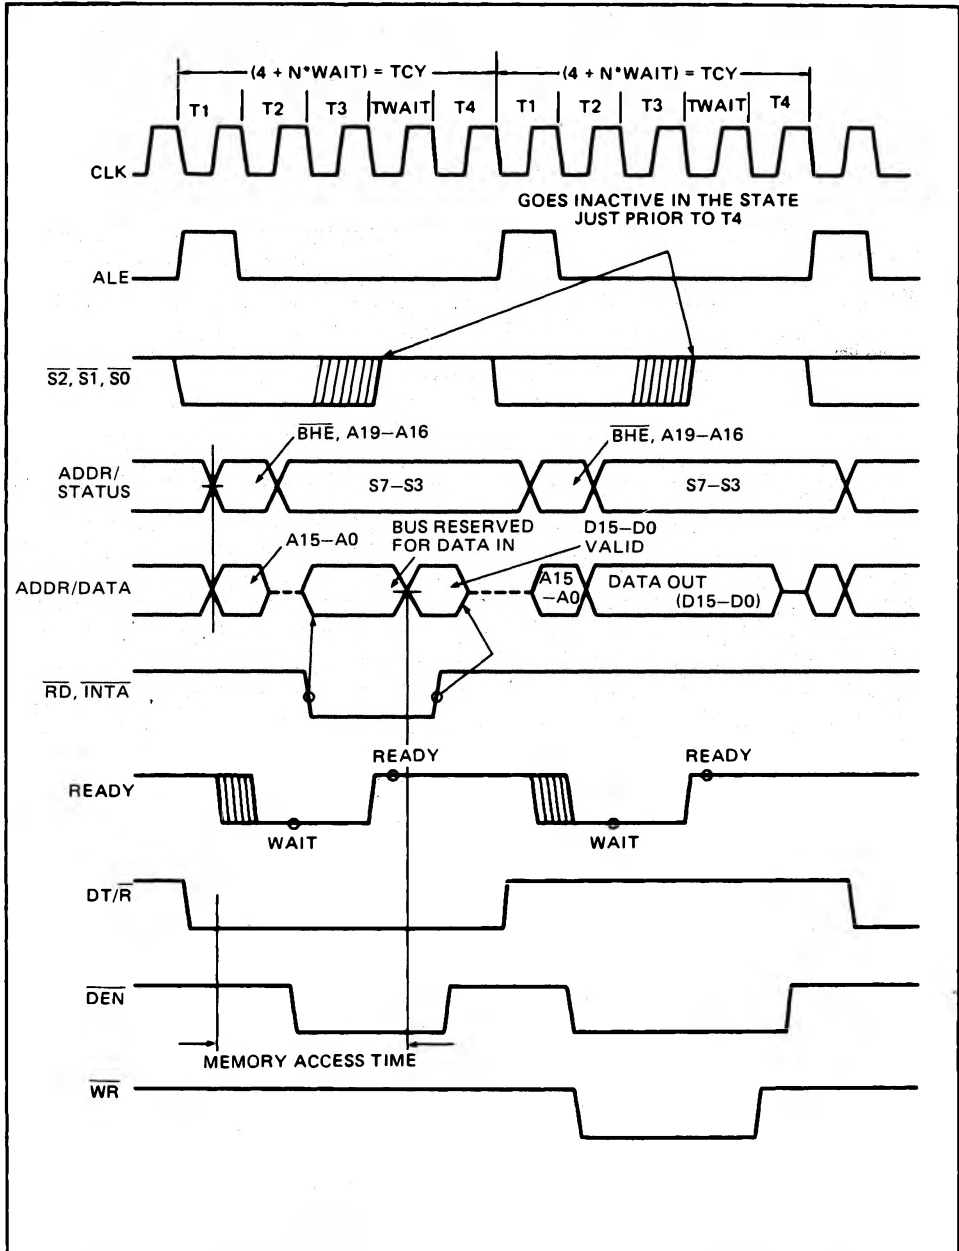 (4 + N*WAIT) = TCY
(4 + N*WAIT) = TCY
T1 T2 T3 TWAIT T4 T1 T2 T3 TWAIT T4
CLK
GOES INACTIVE IN THE STATE
JUST PRIOR TO T4
ALE
S2, S1, S0
BHE, A19–A16
BHE, A19–A16
ADDR/
STATUS
S7–S3
S7–S3
A15–A0
BUS RESERVED
FOR DATA IN
D15–D0
VALID
ADDR/DATA
A15
–A0
DATA OUT
(D15–D0)
RD, INTA
READY
READY
READY
WAIT
WAIT
DT/R
DEN
MEMORY ACCESS TIME
WR